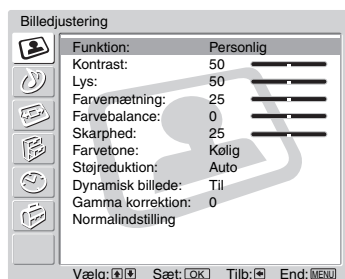 Billedjustering
Funktion: Personlig
Kontrast: 50
Lys: 50
Farvemætning: 25
Farvebalance: 0
Skarphed: 25
Farvetone: Kølig
Støjreduktion: Auto
Dynamisk billede: Til
Gamma korrektion: 0
Normalindstilling
Vælg: Sæt: OK Tilb: End: MENU